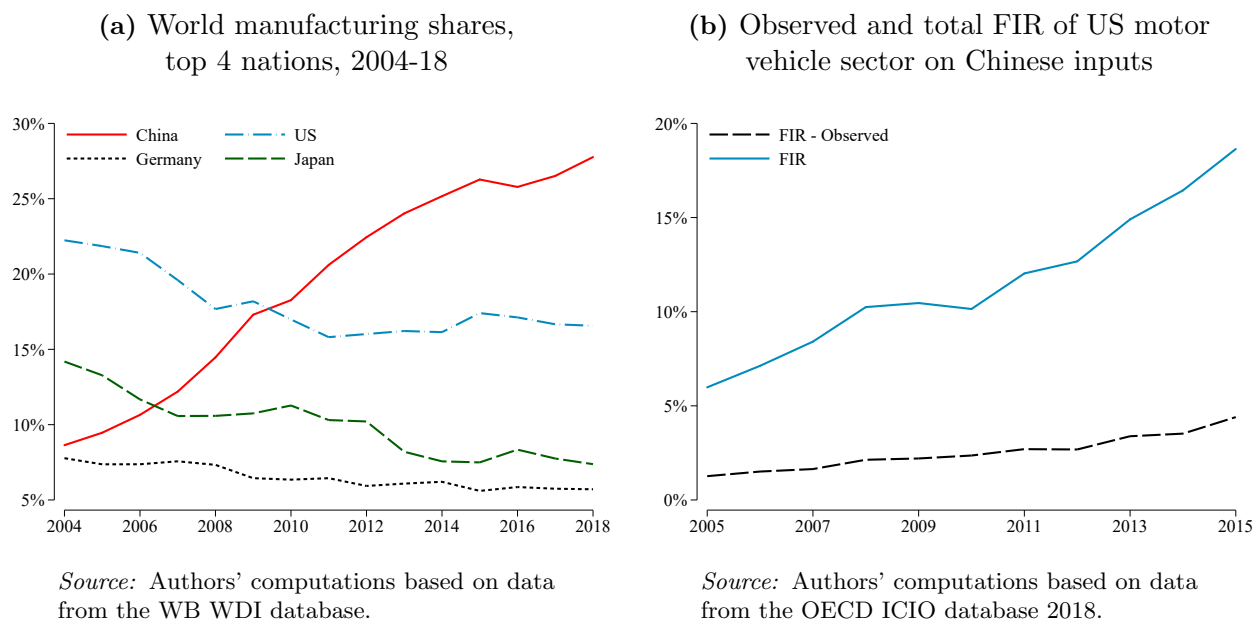 (a) World manufacturing shares,
top 4 nations, 2004-18
30%
25%
20%
15%
10%
5%
China
US
Germany
Japan
2004 2006 2008 2010 2012 2014 2016 2018
Source: Authors' computations based on data
from the WB WDI database.
(b) Observed and total FIR of US motor
vehicle sector on Chinese inputs
20%
15%
10%
5%
0%
FIR - Observed
FIR
2005 2007 2009 2011 2013 2015
Source: Authors' computations based on data
from the OECD ICIO database 2018.